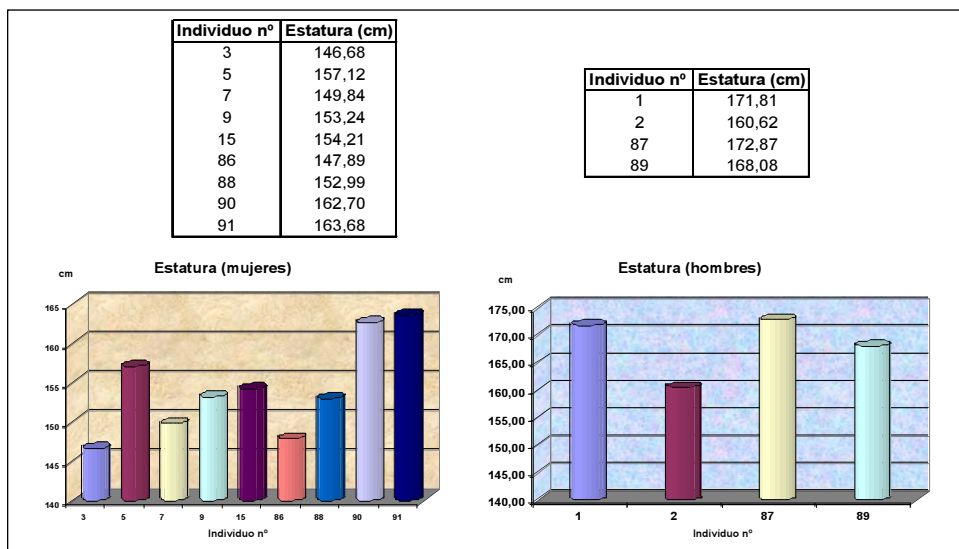 Individuo nº Estatura (cm)
3 146,68
5 157,12
7 149,84
9 153,24
15 154,21
86 147,89
88 152,99
90 162,70
91 163,68
Individuo nº Estatura (cm)
1 171,81
2 160,62
87 172,87
89 168,08
Estatura (mujeres)
cm
165
160
155
150
145
140
3 5 7 9 15 86 88 90 91
Individuo nº
Estatura (hombres)
cm
175,00
170,00
165,00
160,00
155,00
150,00
145,00
140,00
1 2 87 89
Individuo nº